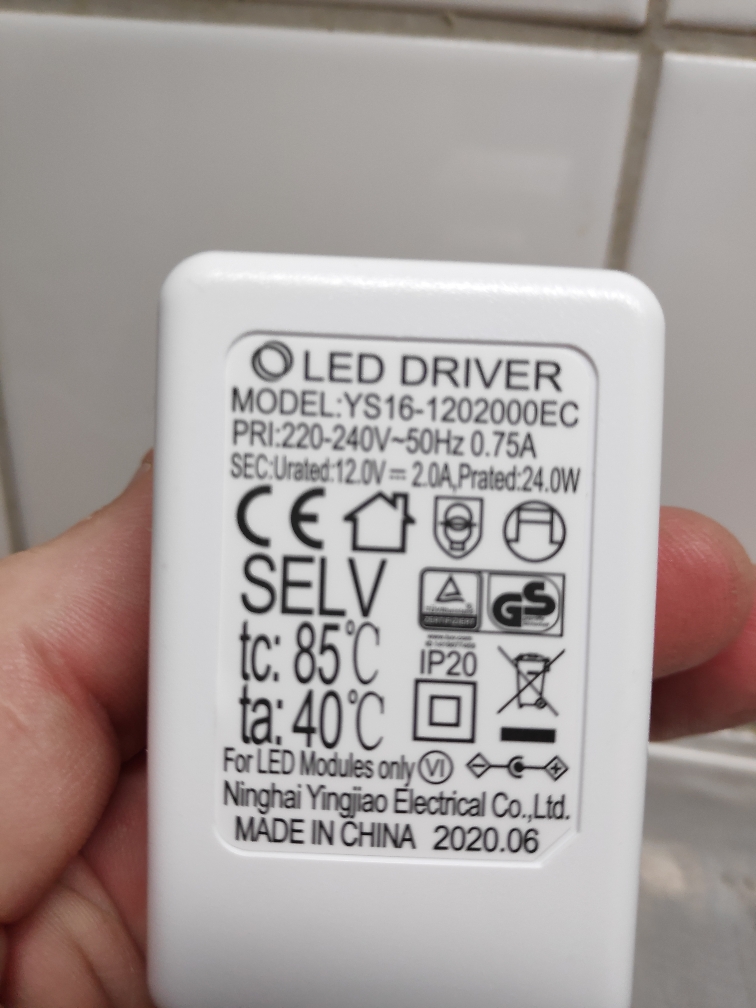 LED DRIVER
MODEL:YS16-1202000EC
PRI:220-240V~50Hz 0.75A
SEC:Urated:12.0V⎓2.0A,Prated:24.0W
CE
SELV
GS
tc: 85℃
IP20
ta: 40℃
For LED Modules only VI
Ninghai Yingjiao Electrical Co.,Ltd.
MADE IN CHINA 2020.06